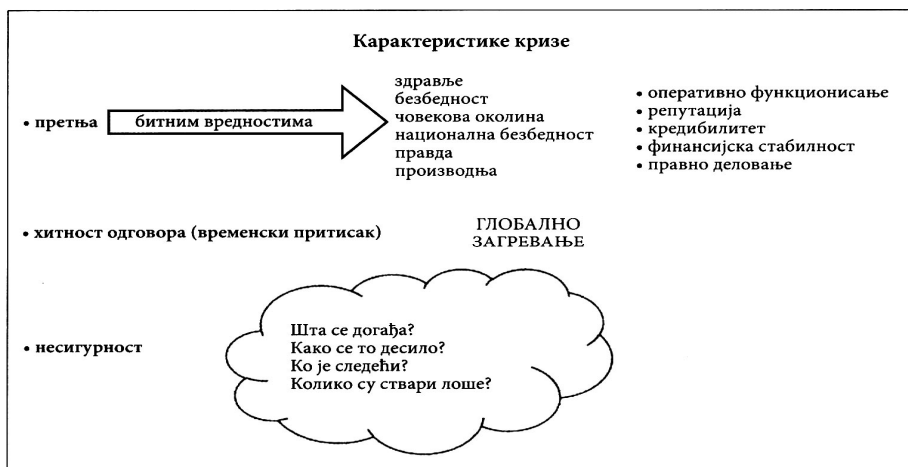 Карактеристике кризе
• претња
битним вредностима
здравље
безбедност
човекова околина
национална безбедност
правда
производња
• оперативно функционисање
• репутација
• кредибилитет
• финансијска стабилност
• правно деловање
• хитност одговора (временски притисак)
ГЛОБАЛНО
ЗАГРЕВАЊЕ
• несигурност
Шта се догађа?
Како се то десило?
Ко је следећи?
Колико су ствари лоше?